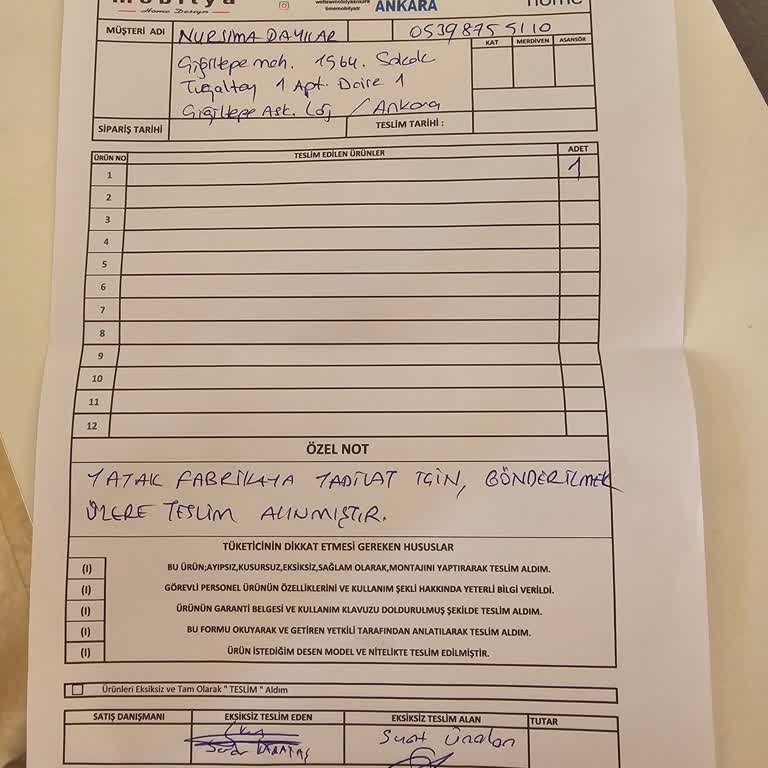 mobilya
Home Design
ANKARA
home
MÜŞTERİ ADI NURSIMA DAYILAR 0539 875 51 10
KAT MERDİVEN ASANSÖR
1564. Sokak
1 Apt. Daire 1
/Ankara
SİPARİŞ TARİHİ TESLİM TARİHİ :
ÜRÜN NO TESLİM EDİLEN ÜRÜNLER ADET
1 1
2
3
4
5
6
7
8
9
10
11
12
ÖZEL NOT
YATAK FABRİKAYA TADİLAT İÇİN, GÖNDERİLMEK
ÜZERE TESLİM ALINMIŞTIR.
TÜKETİCİNİN DİKKAT ETMESİ GEREKEN HUSUSLAR
(I) BU ÜRÜN;AYIPSIZ,KUSURSUZ,EKSİKSİZ,SAĞLAM OLARAK,MONTAJINI YAPTIRARAK TESLİM ALDIM.
(I) GÖREVLİ PERSONEL ÜRÜNÜN ÖZELLİKLERİNİ VE KULLANIM ŞEKLİ HAKKINDA YETERLİ BİLGİ VERİLDİ.
(I) ÜRÜNÜN GARANTİ BELGESİ VE KULLANIM KLAVUZU DOLDURULMUŞ ŞEKİLDE TESLİM ALDIM.
(I) BU FORMU OKUYARAK VE GETİREN YETKİLİ TARAFINDAN ANLATILARAK TESLİM ALDIM.
(I) ÜRÜN İSTEDİĞİM DESEN MODEL VE NİTELİKTE TESLİM EDİLMİŞTİR.
Ürünleri Eksiksiz ve Tam Olarak " TESLİM " Aldım
SATIŞ DANIŞMANI EKSİKSİZ TESLİM EDEN EKSİKSİZ TESLİM ALAN TUTAR
KARATAŞ Suat Ünalan